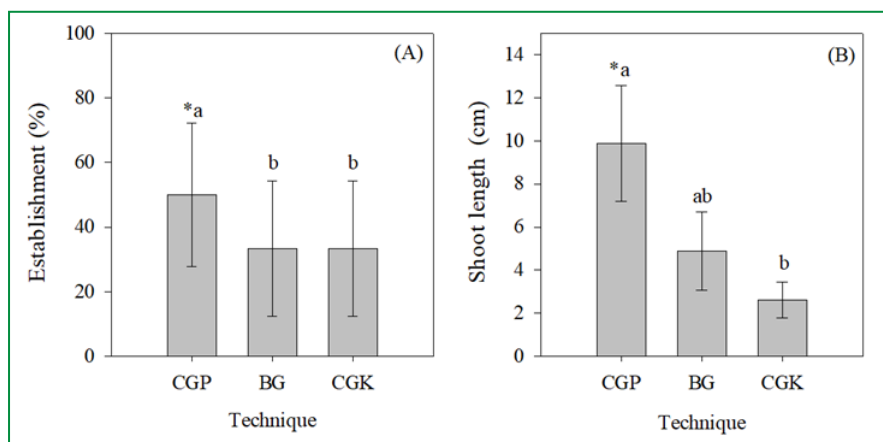 (A)
Establishment (%)
100
80
60
40
20
0
*a
b
b
CGP BG CGK
Technique
(B)
Shoot length (cm)
14
12
10
8
6
4
2
0
*a
ab
b
CGP BG CGK
Technique